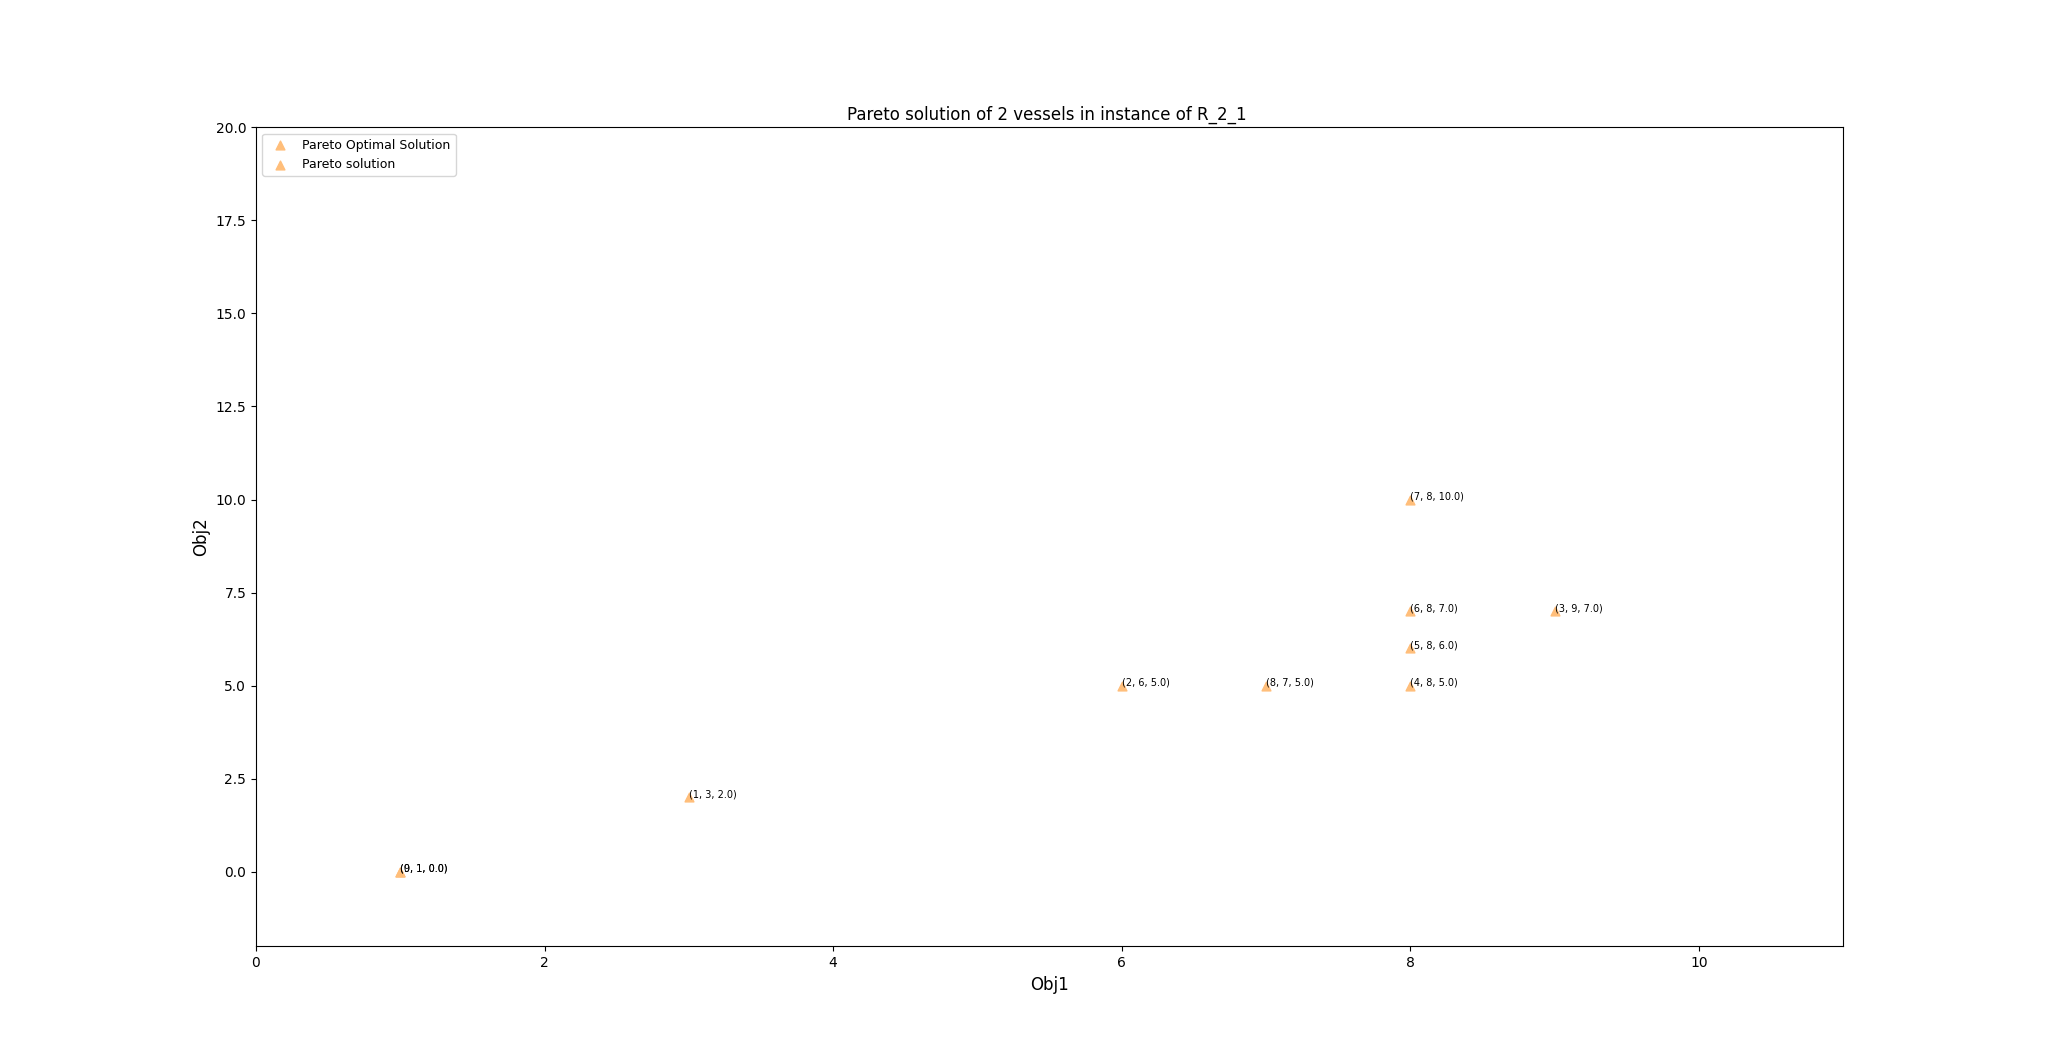 Pareto solution of 2 vessels in instance of R_2_1
20.0
Pareto Optimal Solution
Pareto solution
17.5
15.0
12.5
10.0
(7, 8, 10.0)
Obj2
7.5
(6, 8, 7.0)
(3, 9, 7.0)
(5, 8, 6.0)
5.0
(2, 6, 5.0)
(8, 7, 5.0)
(4, 8, 5.0)
2.5
(1, 3, 2.0)
0.0
1, 0.0)
0
2
4
6
8
10
Obj1